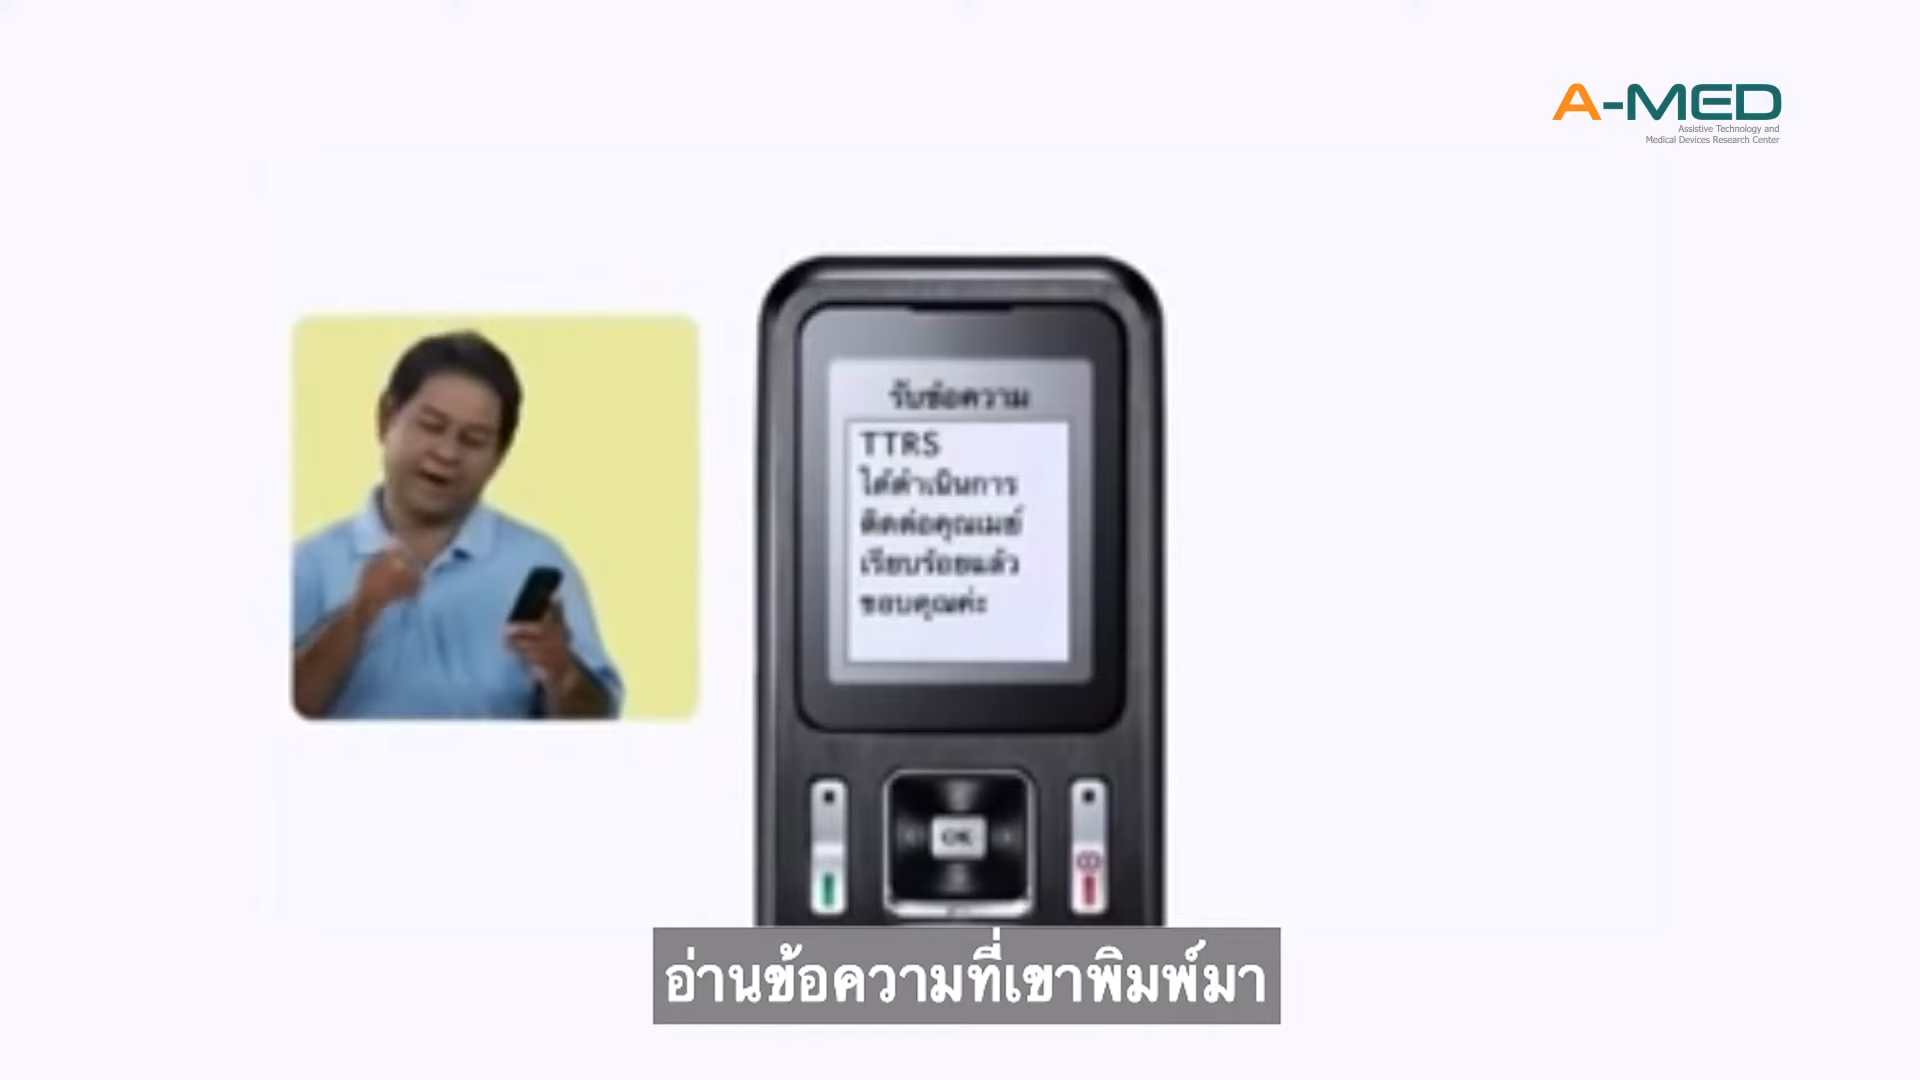 A-MED
Assistive Technology and
Medical Devices Research Center
รับข้อความ
TTRS
ได้ดำเนินการ
ติดต่อคุณเมย์
เรียบร้อยแล้ว
ขอบคุณค่ะ
OK
อ่านข้อความที่เขาพิมพ์มา